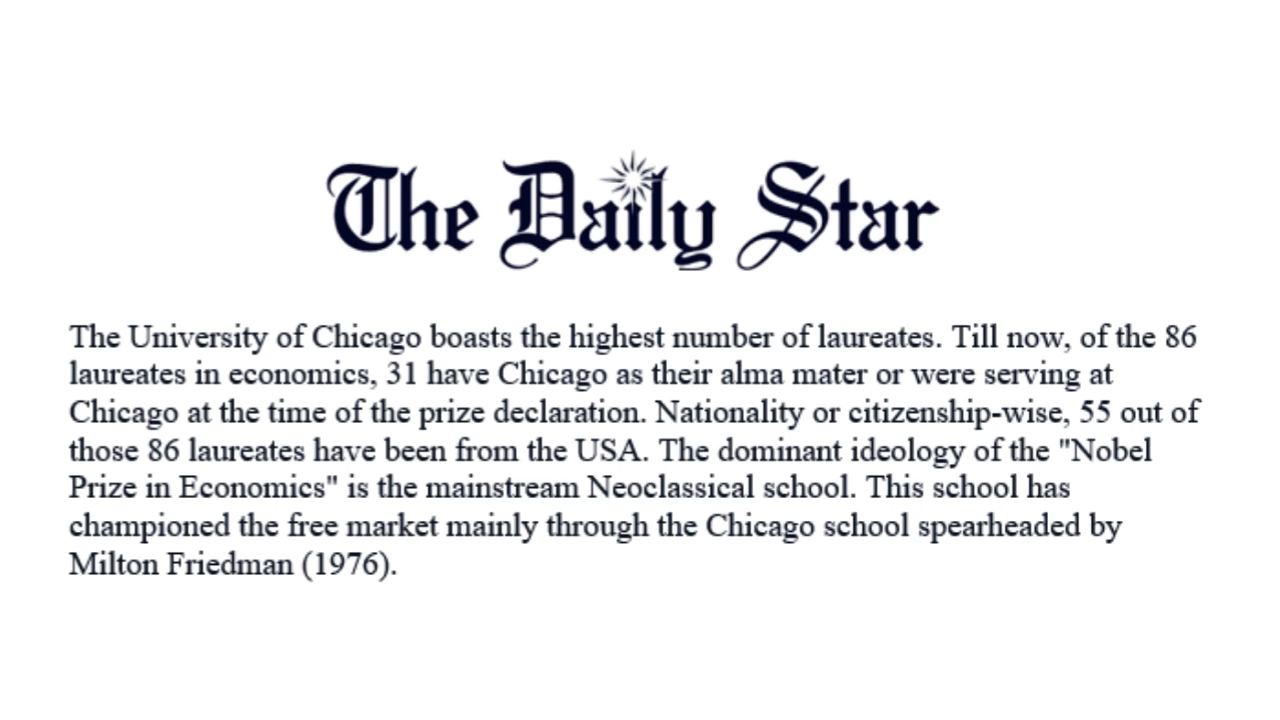 The Daily Star
The University of Chicago boasts the highest number of laureates. Till now, of the 86
laureates in economics, 31 have Chicago as their alma mater or were serving at
Chicago at the time of the prize declaration. Nationality or citizenship-wise, 55 out of
those 86 laureates have been from the USA. The dominant ideology of the "Nobel
Prize in Economics" is the mainstream Neoclassical school. This school has
championed the free market mainly through the Chicago school spearheaded by
Milton Friedman (1976).